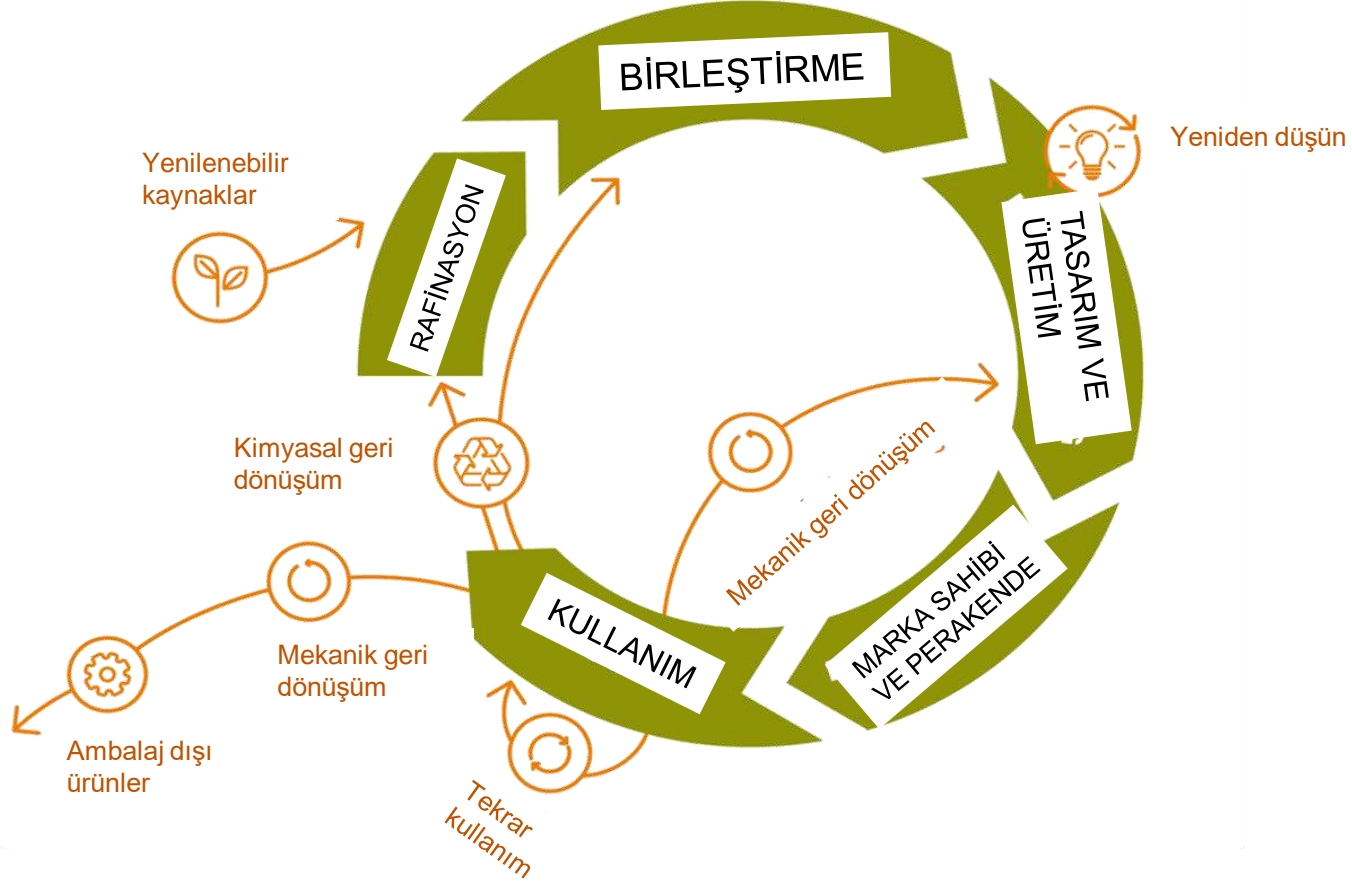 BİRLEŞTİRME
Yeniden düşün
Yenilenebilir
kaynaklar
RAFİNASYON
TASARIM VE
ÜRETİM
Kimyasal geri
dönüşüm
Mekanik geri dönüşüm
MARKA SAHİBİ
VE PERAKENDE
KULLANIM
Mekanik geri
dönüşüm
Ambalaj dışı
ürünler
Tekrar
kullanım